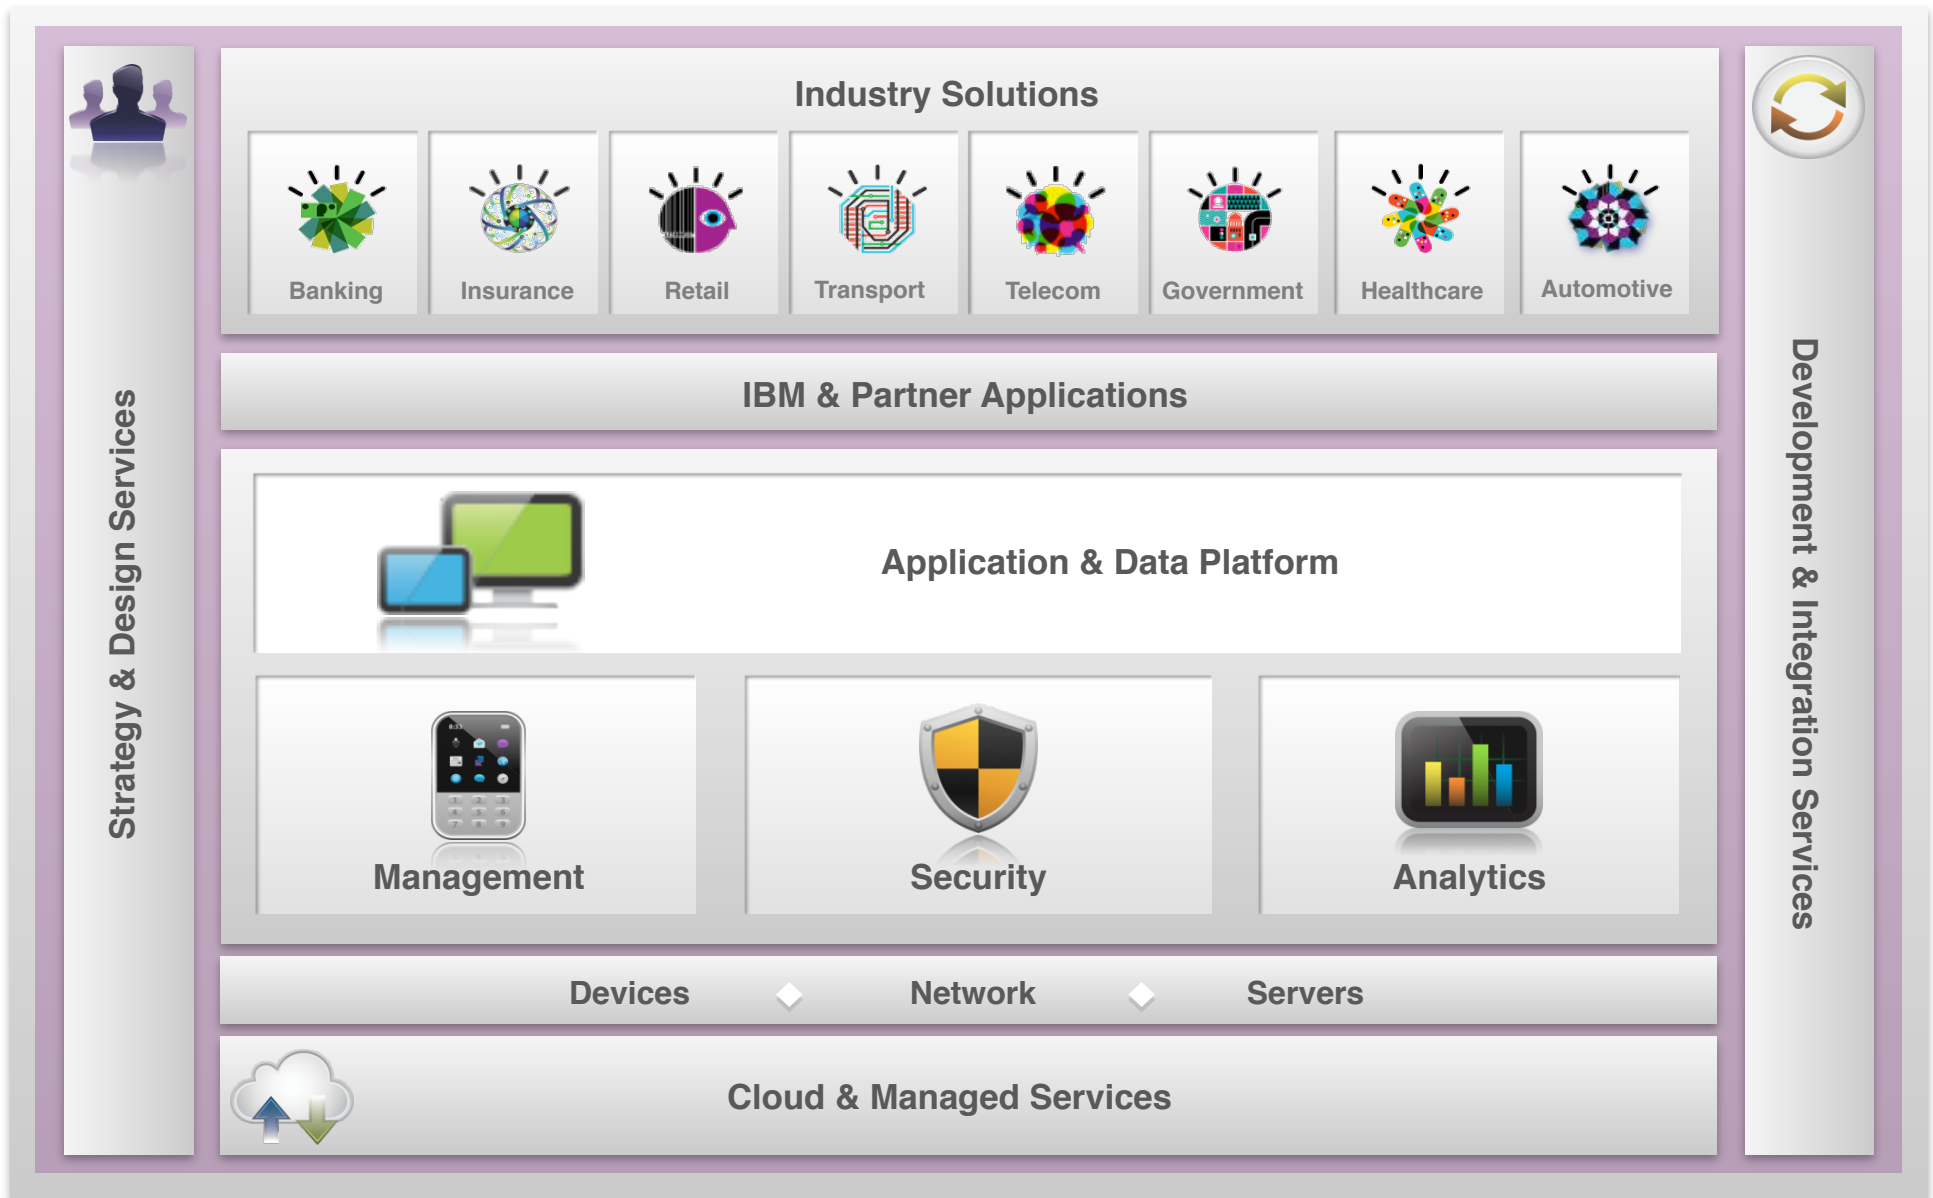 Industry Solutions
Banking
Insurance
Retail
Transport
Telecom
Government
Healthcare
Automotive
IBM & Partner Applications
Strategy & Design Services
Development & Integration Services
Application & Data Platform
Management
Security
Analytics
Devices
Network
Servers
Cloud & Managed Services